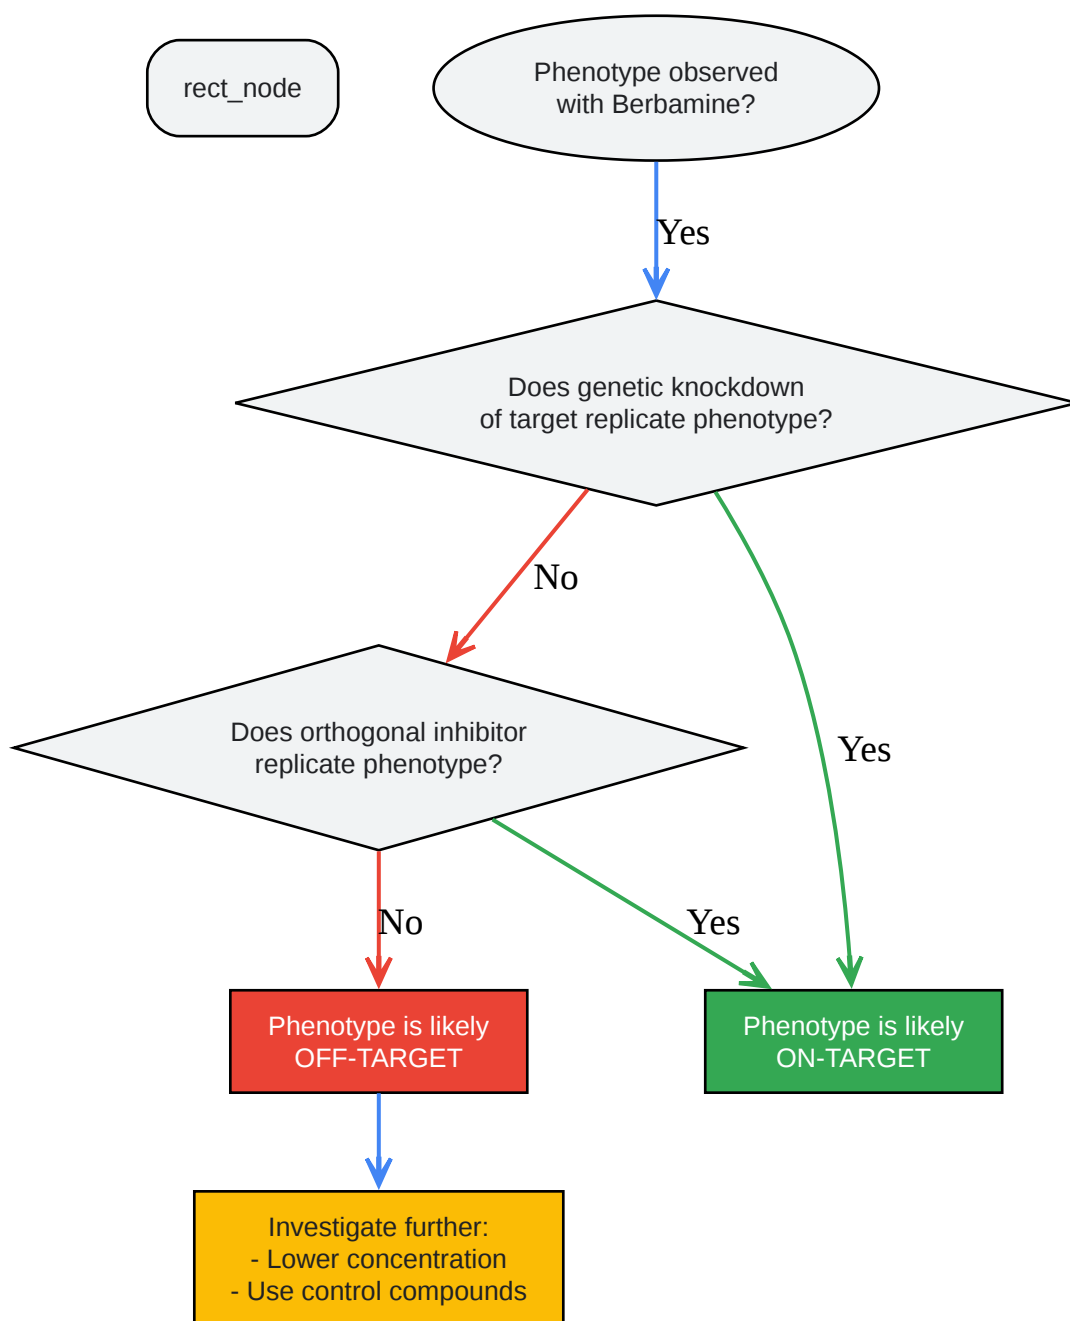 rect_node
Phenotype observed
with Berbamine?
Yes
Does genetic knockdown
of target replicate phenotype?
No
Does orthogonal inhibitor
replicate phenotype?
Yes
No
Yes
Phenotype is likely
OFF-TARGET
Phenotype is likely
ON-TARGET
Investigate further:
- Lower concentration
- Use control compounds